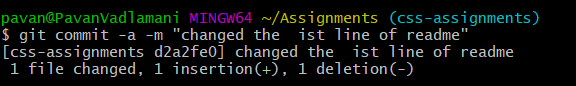 pavan@PavanVadlamani MINGW64 ~/Assignments (css-assignments)
$ git commit -a -m "changed the  ist line of readme"
[css-assignments d2a2fe0] changed the  ist line of readme
 1 file changed, 1 insertion(+), 1 deletion(-)